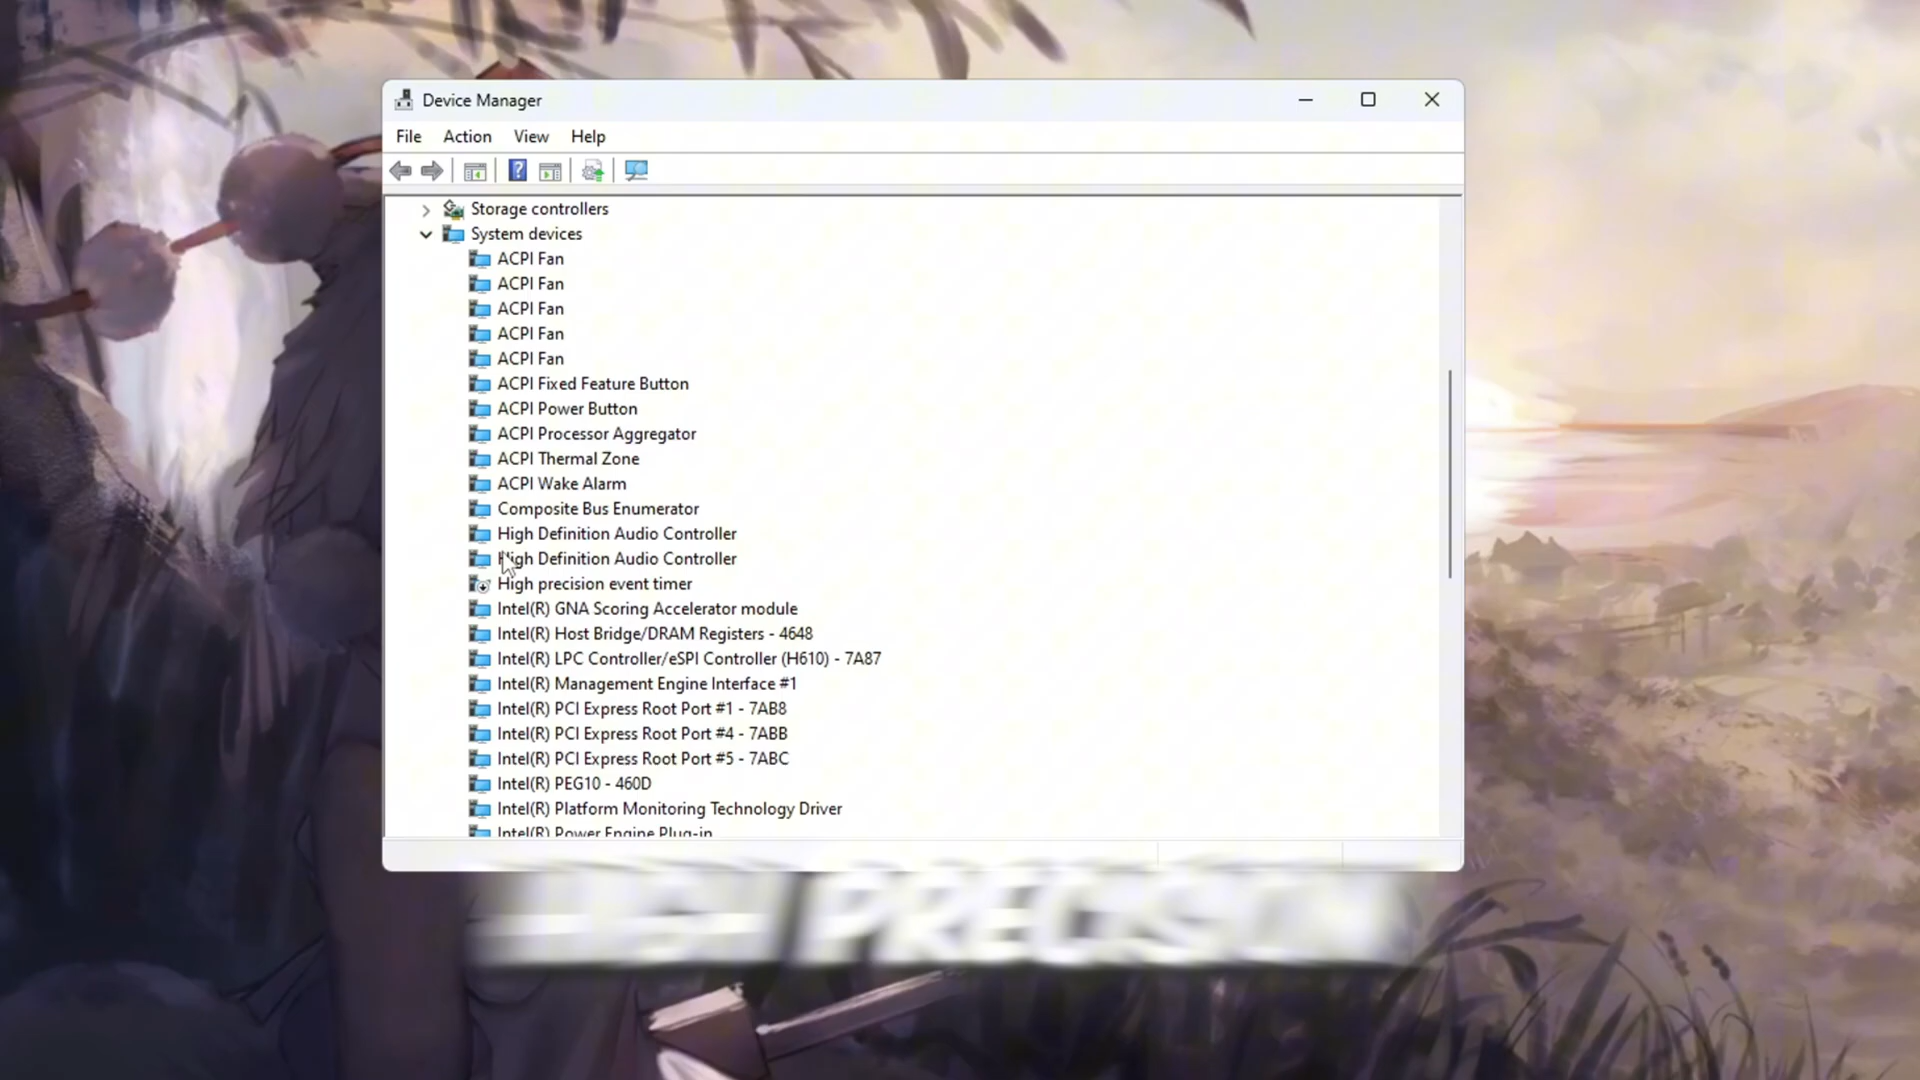 Device Manager
File Action View Help
Storage controllers
System devices
ACPI Fan
ACPI Fan
ACPI Fan
ACPI Fan
ACPI Fan
ACPI Fixed Feature Button
ACPI Power Button
ACPI Processor Aggregator
ACPI Thermal Zone
ACPI Wake Alarm
Composite Bus Enumerator
High Definition Audio Controller
High Definition Audio Controller
High precision event timer
Intel(R) GNA Scoring Accelerator module
Intel(R) Host Bridge/DRAM Registers - 4648
Intel(R) LPC Controller/eSPI Controller (H610) - 7A87
Intel(R) Management Engine Interface #1
Intel(R) PCI Express Root Port #1 - 7AB8
Intel(R) PCI Express Root Port #4 - 7ABB
Intel(R) PCI Express Root Port #5 - 7ABC
Intel(R) PEG10 - 460D
Intel(R) Platform Monitoring Technology Driver
Intel(R) Power Engine Plug-in
PRECISION